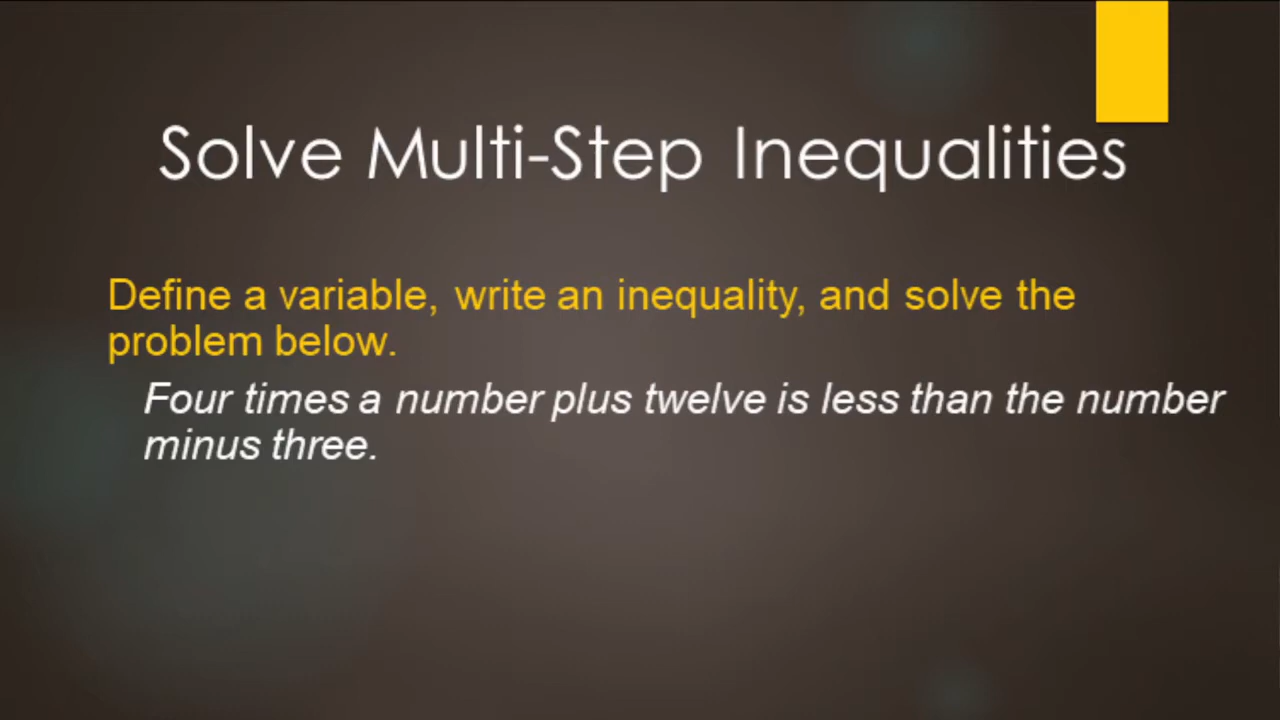 Solve Multi-Step Inequalities
Define a variable, write an inequality, and solve the
problem below.
Four times a number plus twelve is less than the number
minus three.